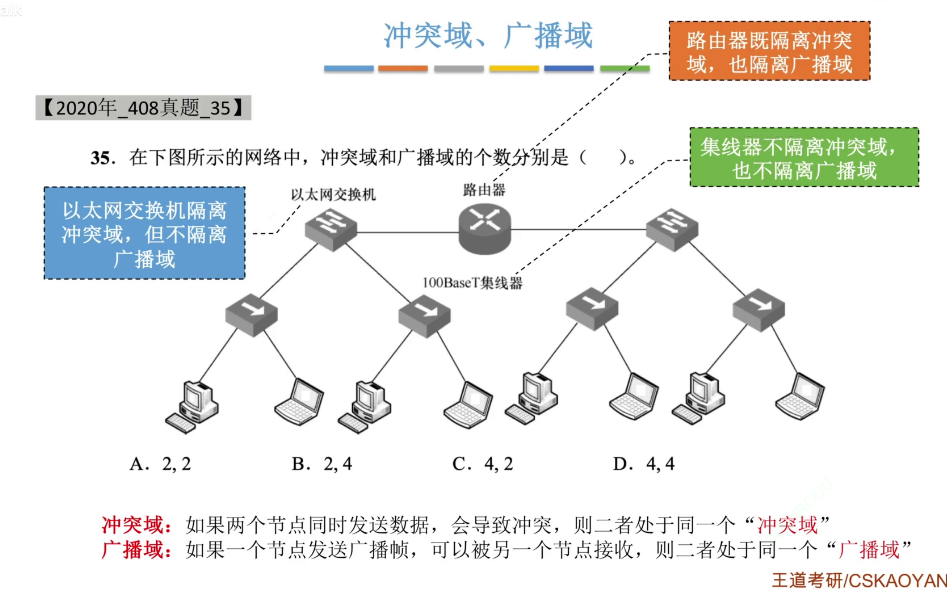 冲突域、广播域
路由器既隔离冲突
域，也隔离广播域
【2020年_408真题_35】
35．在下图所示的网络中，冲突域和广播域的个数分别是（ ）。
集线器不隔离冲突域，
也不隔离广播域
以太网交换机隔离
冲突域，但不隔离
广播域
以太网交换机
路由器
100BaseT集线器
A．2, 2 B．2, 4 C．4, 2 D．4, 4
冲突域：如果两个节点同时发送数据，会导致冲突，则二者处于同一个“冲突域”
广播域：如果一个节点发送广播帧，可以被另一个节点接收，则二者处于同一个“广播域”
王道考研/CSKAOYAN